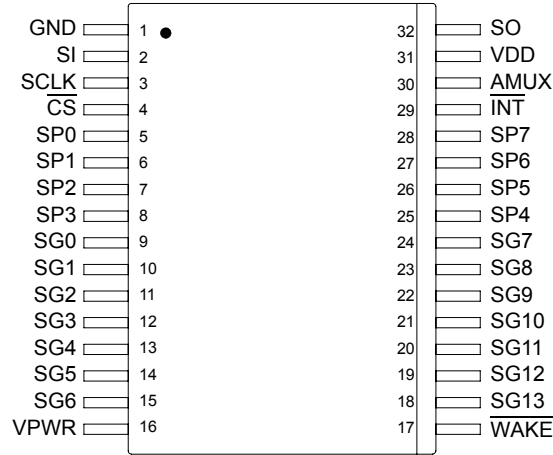 GND 1 32 SO
SI 2 31 VDD
SCLK 3 30 AMUX
CS 4 29 INT
SP0 5 28 SP7
SP1 6 27 SP6
SP2 7 26 SP5
SP3 8 25 SP4
SG0 9 24 SG7
SG1 10 23 SG8
SG2 11 22 SG9
SG3 12 21 SG10
SG4 13 20 SG11
SG5 14 19 SG12
SG6 15 18 SG13
VPWR 16 17 WAKE